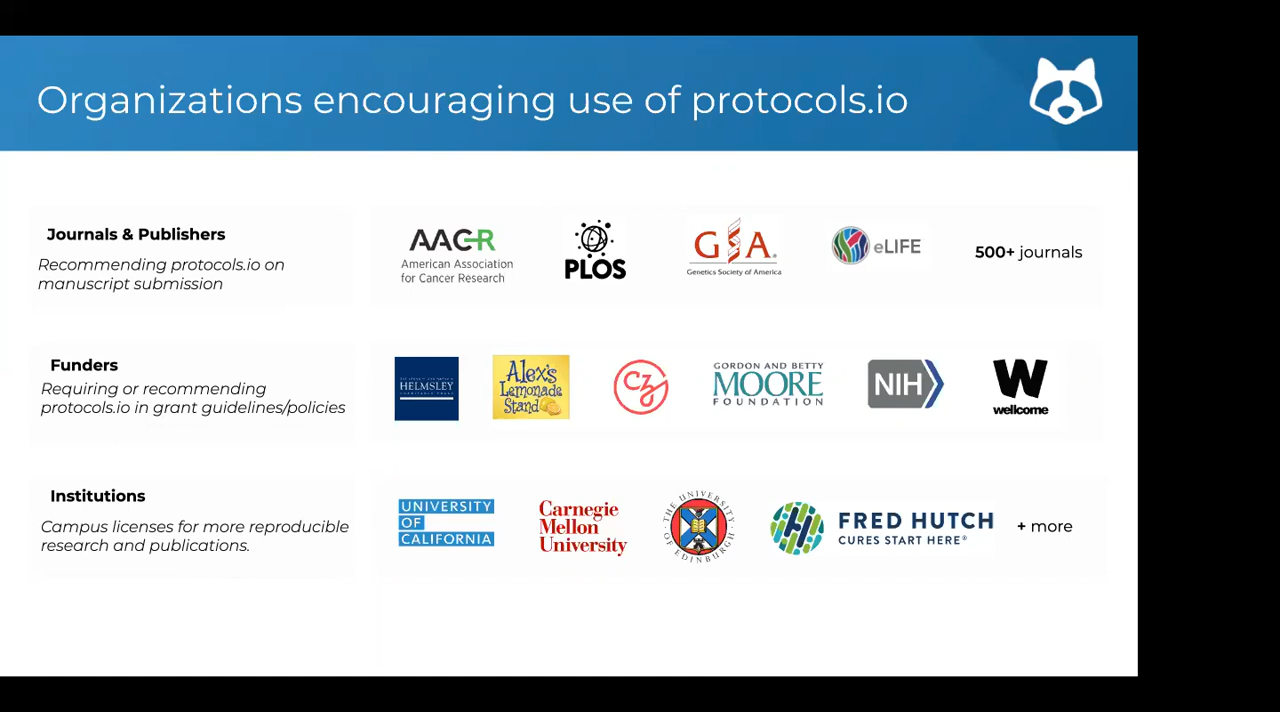 Organizations encouraging use of protocols.io
Journals & Publishers
Recommending protocols.io on
manuscript submission
AACR
American Association
for Cancer Research
PLOS
GSA
Genetics Society of America
eLIFE
500+ journals
Funders
Requiring or recommending
protocols.io in grant guidelines/policies
HELMSLEY
Alex's
Lemonade
Stand
CZI
GORDON AND BETTY
MOORE
FOUNDATION
NIH
W
wellcome
Institutions
Campus licenses for more reproducible
research and publications.
UNIVERSITY
OF
CALIFORNIA
Carnegie
Mellon
University
THE UNIVERSITY
OF EDINBURGH
FRED HUTCH
CURES START HERE®
+ more